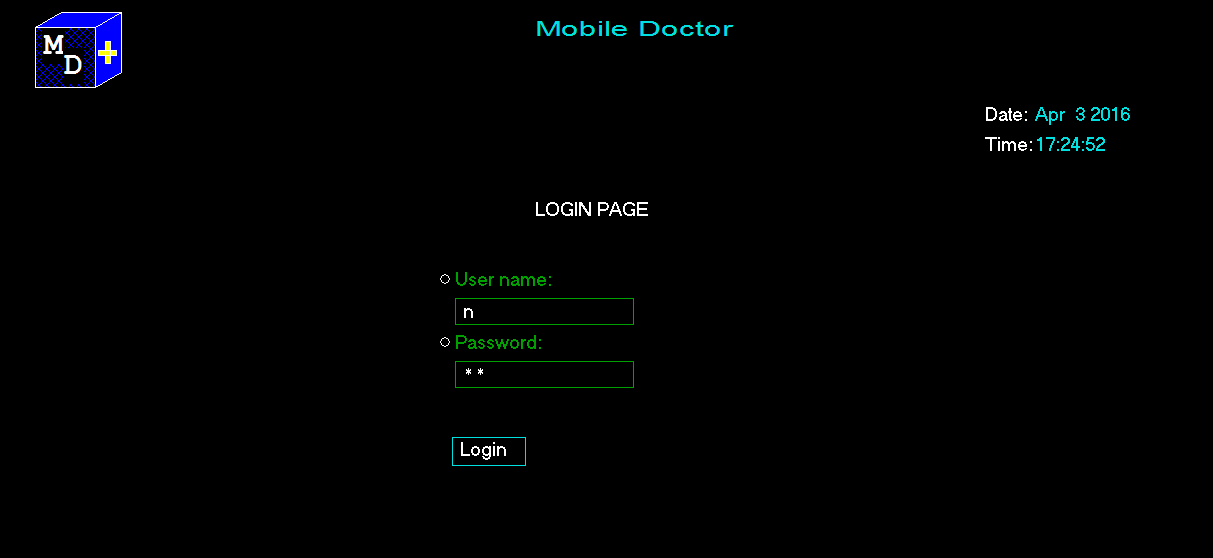 M
D
Mobile Doctor
Date: Apr  3 2016
Time: 17:24:52
LOGIN PAGE
User name:
n
Password:
**
Login